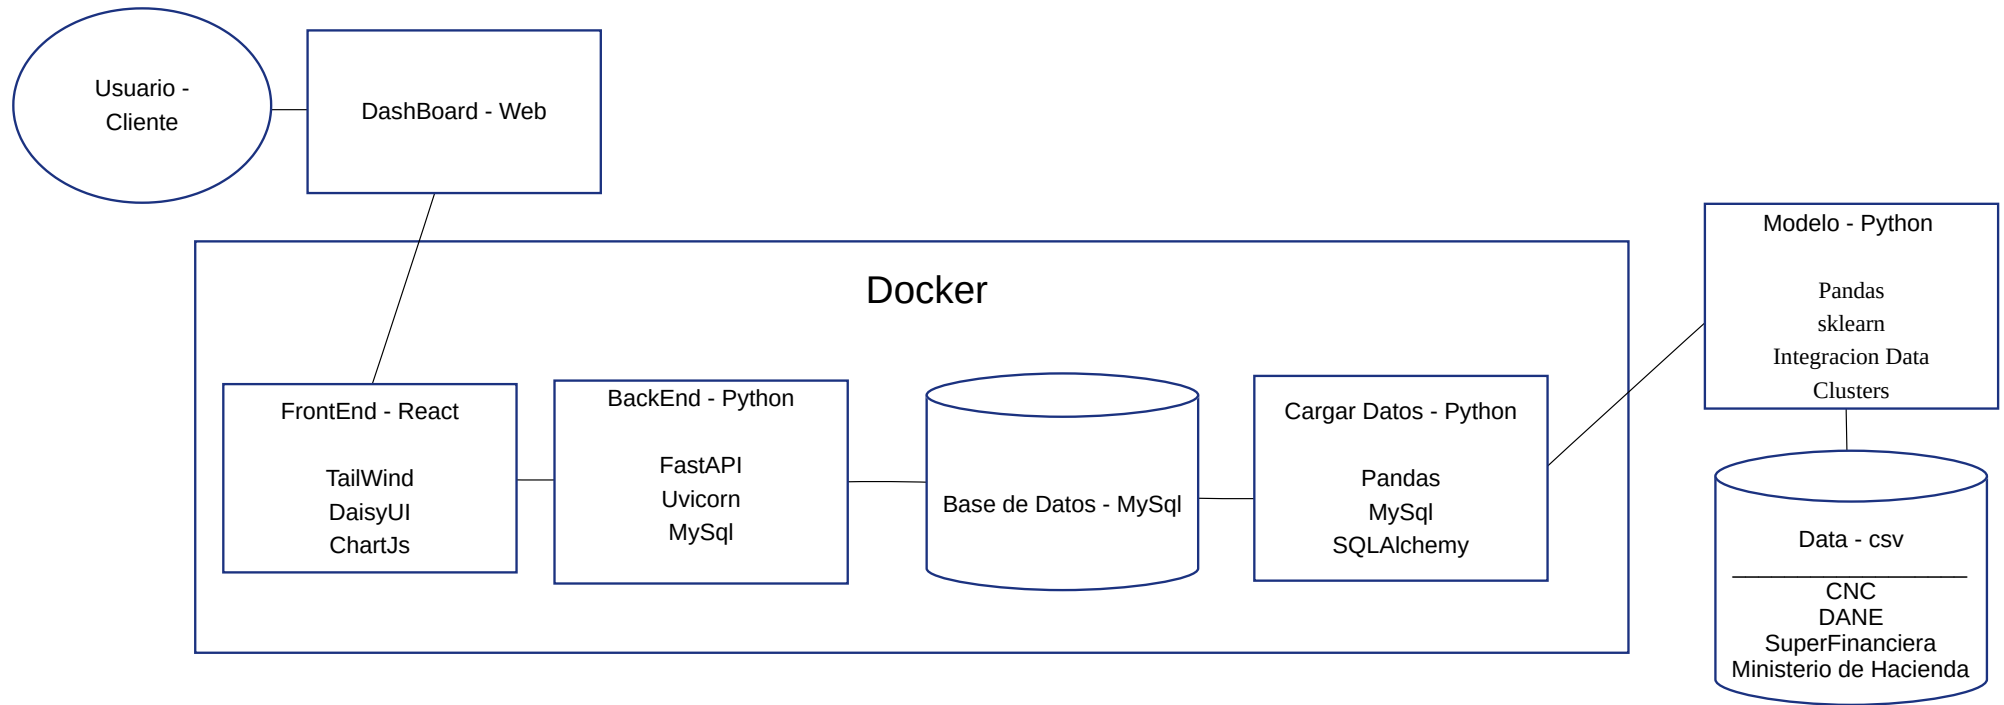 Usuario -
Cliente
DashBoard - Web
Docker
FrontEnd - React
TailWind
DaisyUI
ChartJs
BackEnd - Python
FastAPI
Uvicorn
MySql
Base de Datos - MySql
Cargar Datos - Python
Pandas
MySql
SQLAlchemy
Modelo - Python
Pandas
sklearn
Integracion Data
Clusters
Data - csv
CNC
DANE
SuperFinanciera
Ministerio de Hacienda